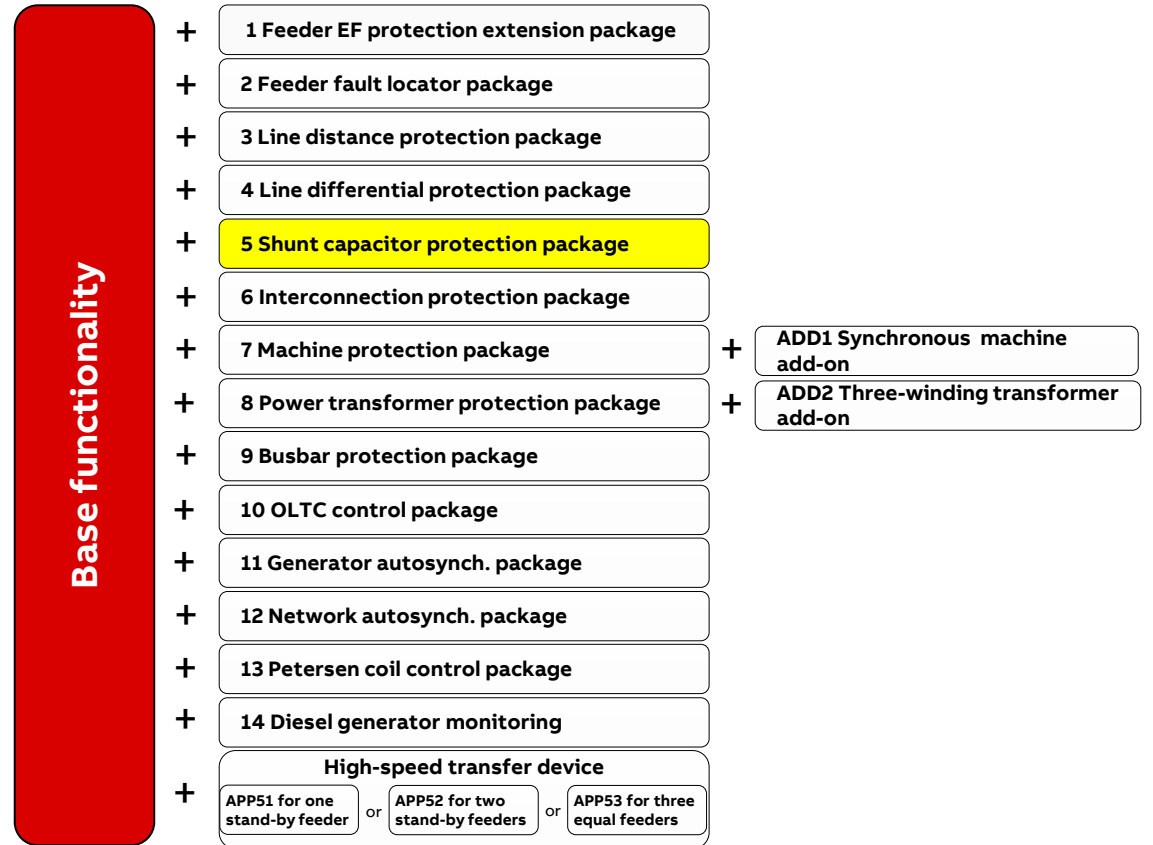 Base functionality
+ 1 Feeder EF protection extension package
+ 2 Feeder fault locator package
+ 3 Line distance protection package
+ 4 Line differential protection package
+ 5 Shunt capacitor protection package
+ 6 Interconnection protection package
+ 7 Machine protection package
+ ADD1 Synchronous machine
add-on
+ 8 Power transformer protection package
+ ADD2 Three-winding transformer
add-on
+ 9 Busbar protection package
+ 10 OLTC control package
+ 11 Generator autosynch. package
+ 12 Network autosynch. package
+ 13 Petersen coil control package
+ 14 Diesel generator monitoring
+ High-speed transfer device
APP51 for one
stand-by feeder
or
APP52 for two
stand-by feeders
or
APP53 for three
equal feeders